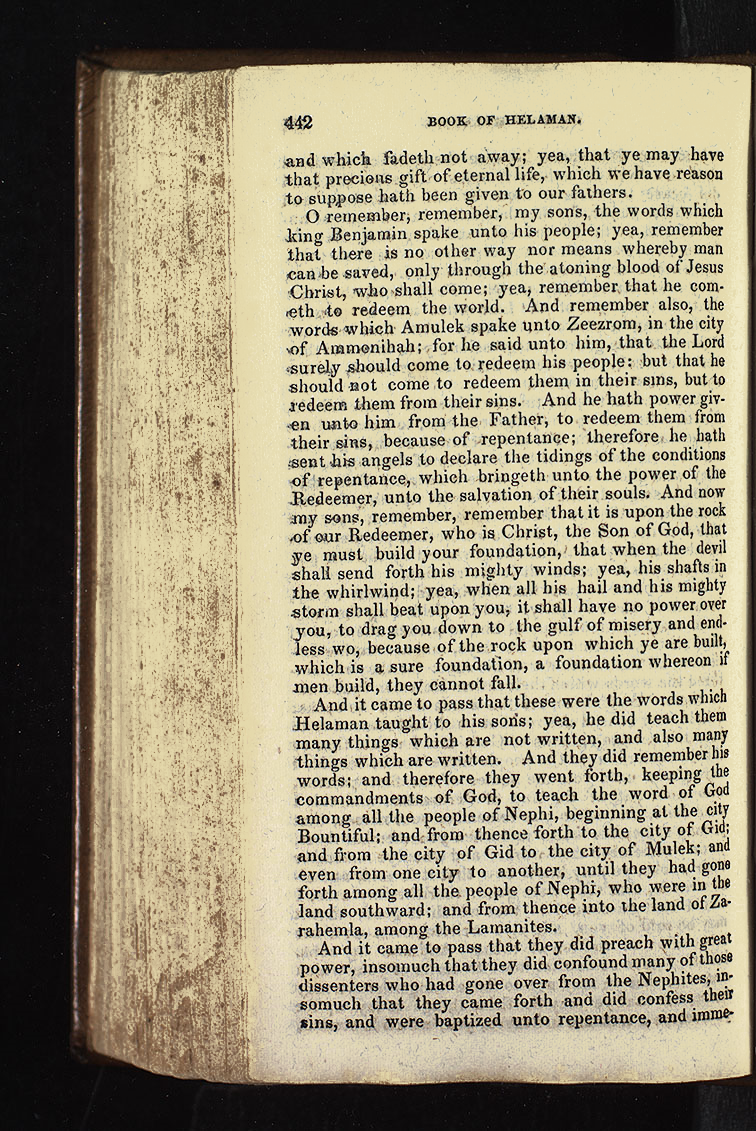 442 BOOK OF HELAMAN.
and which fadeth not away; yea, that ye may have
that precious gift of eternal life, which we have reason
to suppose hath been given to our fathers.
O remember, remember, my sons, the words which
king Benjamin spake unto his people; yea, remember
that there is no other way nor means whereby man
can be saved, only through the atoning blood of Jesus
Christ, who shall come; yea, remember that he com-
eth to redeem the world. And remember also, the
words which Amulek spake unto Zeezrom, in the city
of Ammonihah; for he said unto him, that the Lord
surely should come to redeem his people: but that he
should not come to redeem them in their sins, but to
redeem them from their sins. And he hath power giv-
en unto him from the Father, to redeem them from
their sins, because of repentance; therefore he hath
sent his angels to declare the tidings of the conditions
of repentance, which bringeth unto the power of the
Redeemer, unto the salvation of their souls. And now
my sons, remember, remember that it is upon the rock
of our Redeemer, who is Christ, the Son of God, that
ye must build your foundation, that when the devil
shall send forth his mighty winds; yea, his shafts in
the whirlwind; yea, when all his hail and his mighty
storm shall beat upon you, it shall have no power over
you, to drag you down to the gulf of misery and end-
less wo, because of the rock upon which ye are built,
which is a sure foundation, a foundation whereon if
men build, they cannot fall.
And it came to pass that these were the words which
Helaman taught to his sons; yea, he did teach them
many things which are not written, and also many
things which are written. And they did remember his
words; and therefore they went forth, keeping the
commandments of God, to teach the word of God
among all the people of Nephi, beginning at the city
Bountiful; and from thence forth to the city of Gid;
and from the city of Gid to the city of Mulek; and
even from one city to another, until they had gone
forth among all the people of Nephi, who were in the
land southward; and from thence into the land of Za-
rahemla, among the Lamanites.
And it came to pass that they did preach with great
power, insomuch that they did confound many of those
dissenters who had gone over from the Nephites, in-
somuch that they came forth and did confess their
sins, and were baptized unto repentance, and imme-